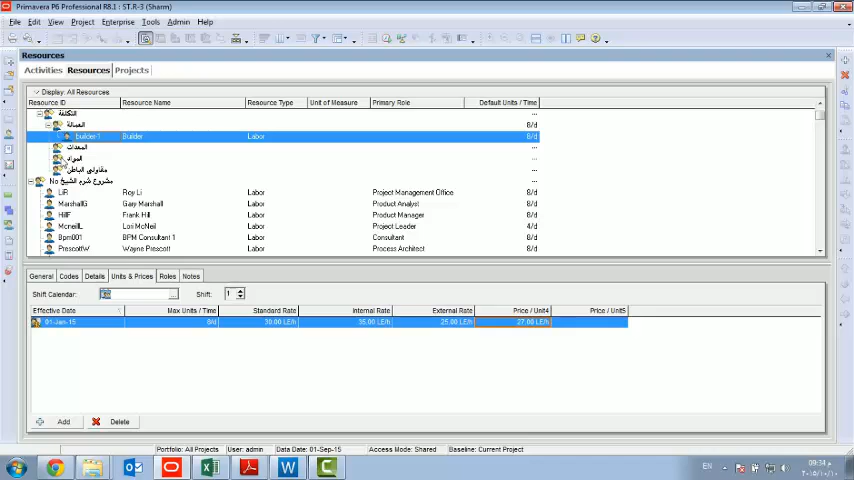 Primavera P6 Professional R8.1 : ST.R-3 (Sharm)
File Edit View Project Enterprise Tools Admin Help
Resources
Activities Resources Projects
Display: All Resources
Resource ID Resource Name Resource Type Unit of Measure Primary Role Default Units / Time
التكلفة ...
العمالة 8/d
builder-1 Builder Labor 8/d
المعدات ...
المواد ...
مقاولى الباطن ...
No مشروع شرم الشيخ ...
LiR Roy Li Labor Project Management Office 8/d
MarshallG Gary Marshall Labor Product Analyst 8/d
HillF Frank Hill Labor Product Manager 8/d
McneilL Lori McNeil Labor Project Leader 4/d
Bpm001 BPM Consultant 1 Labor Consultant 8/d
PrescottW Wayne Prescott Labor Process Architect 8/d
General Codes Details Units & Prices Roles Notes
Shift Calendar: ... Shift: 1
Effective Date Max Units / Time Standard Rate Internal Rate External Rate Price / Unit4 Price / Unit5
01-Jan-15 8/d 30.00 LE/h 35.00 LE/h 25.00 LE/h 27.00 LE/h
Add Delete
Portfolio: All Projects User: admin Data Date: 01-Sep-15 Access Mode: Shared Baseline: Current Project
EN
09:34 م
٢٠١٥/١٠/١٠